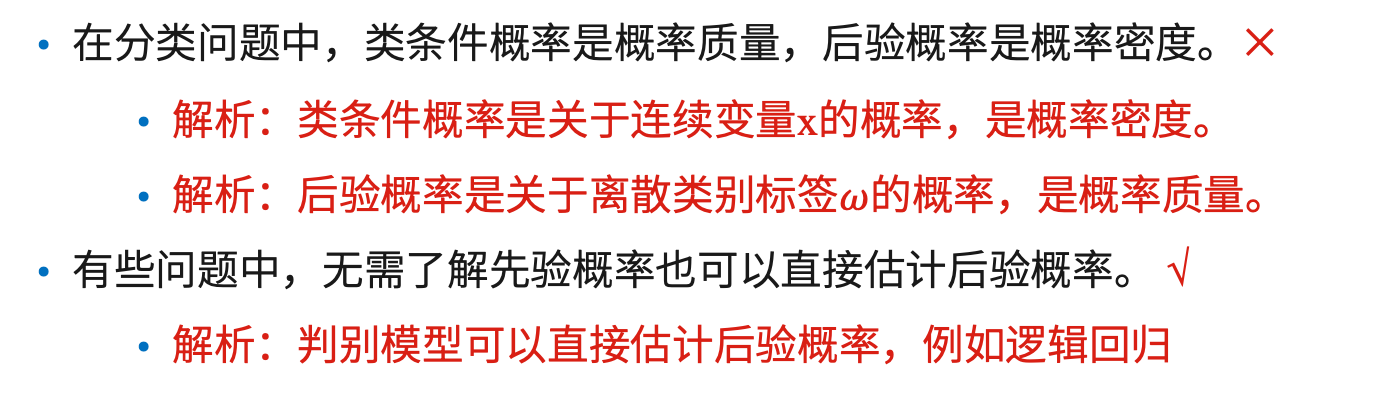 • 在分类问题中，类条件概率是概率质量，后验概率是概率密度。×
• 解析：类条件概率是关于连续变量x的概率，是概率密度。
• 解析：后验概率是关于离散类别标签ω的概率，是概率质量。
• 有些问题中，无需了解先验概率也可以直接估计后验概率。√
• 解析：判别模型可以直接估计后验概率，例如逻辑回归